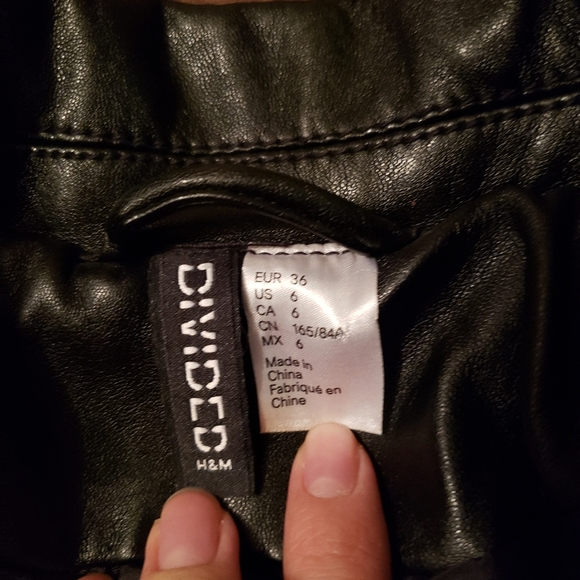 DIVIDED
H&M
EUR 36
US 6
CA 6
CN 165/84A
MX 6
Made in
China
Fabriqué en
Chine